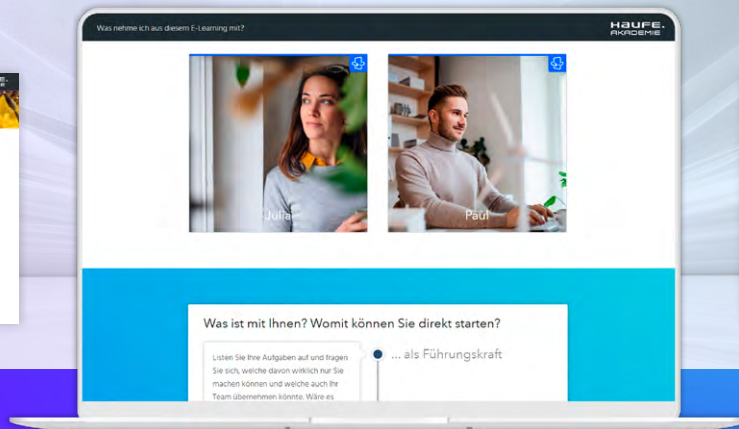 Was nehme ich aus diesem E-Learning mit?
HAUFE.
AKADEMIE
Julia
Paul
Was ist mit Ihnen? Womit können Sie direkt starten?
Listen Sie Ihre Aufgaben auf und fragen
Sie sich, welche davon wirklich nur Sie
machen können und welche auch Ihr
Team übernehmen könnte. Wäre es
... als Führungskraft